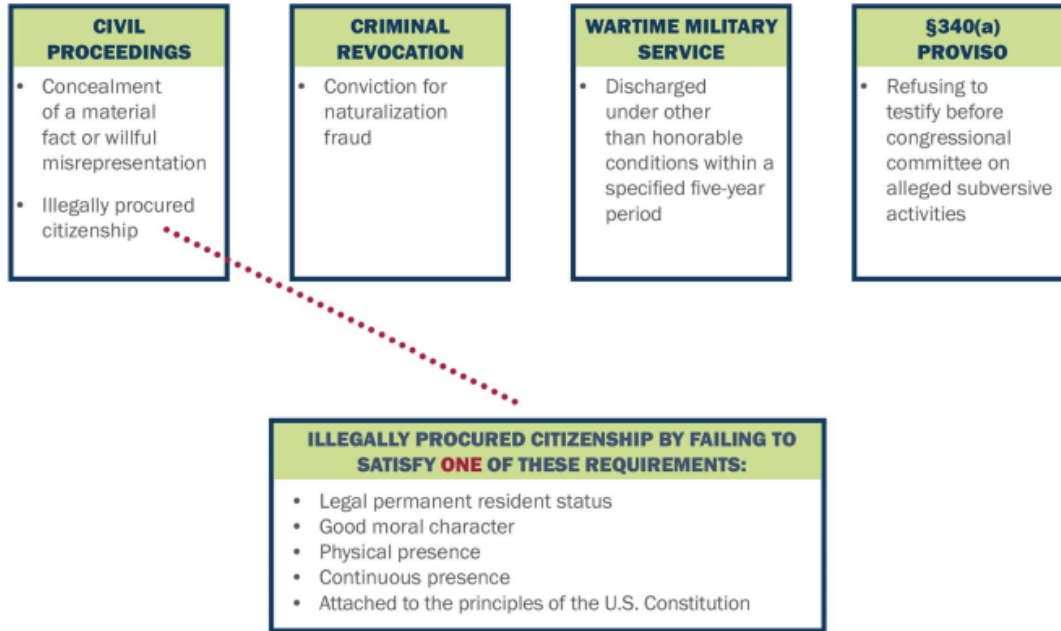 CIVIL
PROCEEDINGS
• Concealment
of a material
fact or willful
misrepresentation
• Illegally procured
citizenship
CRIMINAL
REVOCATION
• Conviction for
naturalization
fraud
WARTIME MILITARY
SERVICE
• Discharged
under other
than honorable
conditions within a
specified five-year
period
§340(a)
PROVISO
• Refusing to
testify before
congressional
committee on
alleged subversive
activities
ILLEGALLY PROCURED CITIZENSHIP BY FAILING TO
SATISFY ONE OF THESE REQUIREMENTS:
• Legal permanent resident status
• Good moral character
• Physical presence
• Continuous presence
• Attached to the principles of the U.S. Constitution